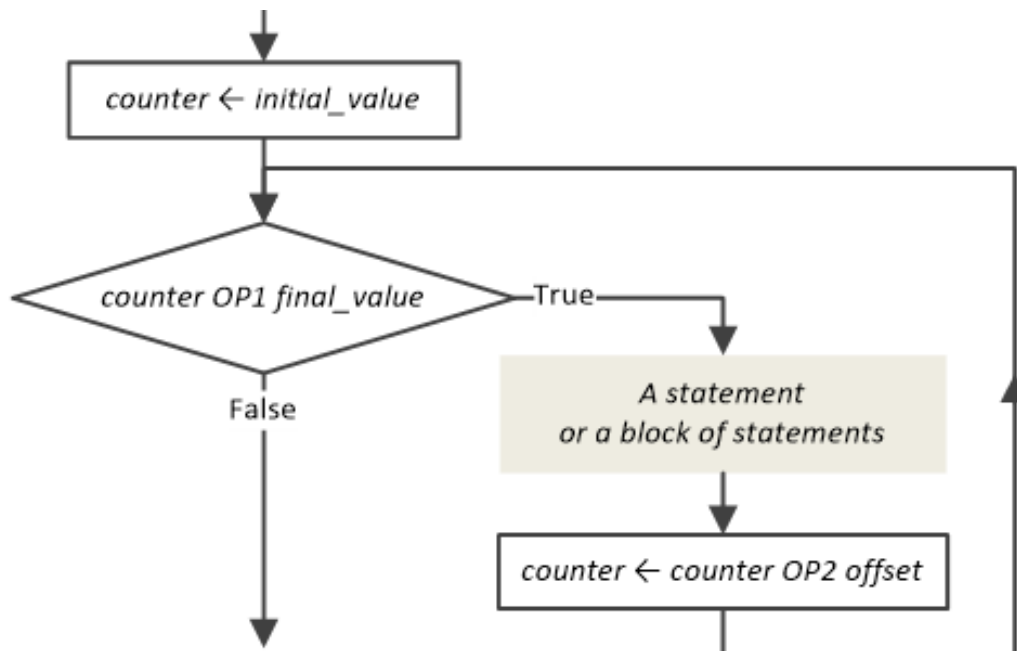 counter ← initial_value
counter OP1 final_value
True
False
A statement
or a block of statements
counter ← counter OP2 offset